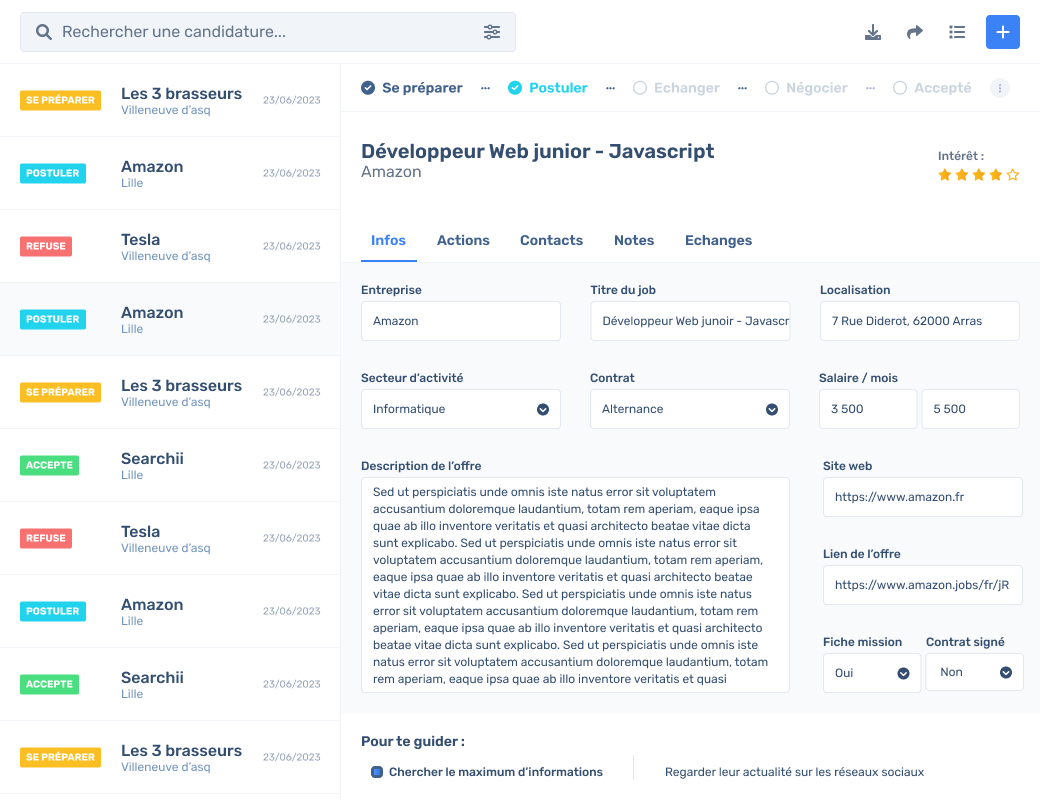 Rechercher une candidature...
SE PRÉPARER
Les 3 brasseurs
Villeneuve d'asq
23/06/2023
POSTULER
Amazon
Lille
23/06/2023
REFUSE
Tesla
Villeneuve d'asq
23/06/2023
POSTULER
Amazon
Lille
23/06/2023
SE PRÉPARER
Les 3 brasseurs
Villeneuve d'asq
23/06/2023
ACCEPTE
Searchii
Lille
23/06/2023
REFUSE
Tesla
Villeneuve d'asq
23/06/2023
POSTULER
Amazon
Lille
23/06/2023
ACCEPTE
Searchii
Lille
23/06/2023
SE PRÉPARER
Les 3 brasseurs
Villeneuve d'asq
23/06/2023
Se préparer ... Postuler ... Echanger ... Négocier ... Accepté
Développeur Web junior - Javascript
Amazon
Intérêt :
Infos Actions Contacts Notes Echanges
Entreprise
Amazon
Titre du job
Développeur Web junoir - Javascr
Localisation
7 Rue Diderot, 62000 Arras
Secteur d'activité
Informatique
Contrat
Alternance
Salaire / mois
3 500
5 500
Description de l'offre
Sed ut perspiciatis unde omnis iste natus error sit voluptatem
accusantium doloremque laudantium, totam rem aperiam, eaque ipsa
quae ab illo inventore veritatis et quasi architecto beatae vitae dicta
sunt explicabo. Sed ut perspiciatis unde omnis iste natus error sit
voluptatem accusantium doloremque laudantium, totam rem aperiam,
eaque ipsa quae ab illo inventore veritatis et quasi architecto beatae
vitae dicta sunt explicabo. Sed ut perspiciatis unde omnis iste natus
error sit voluptatem accusantium doloremque laudantium, totam rem
aperiam, eaque ipsa quae ab illo inventore veritatis et quasi architecto
beatae vitae dicta sunt explicabo. Sed ut perspiciatis unde omnis iste
natus error sit voluptatem accusantium doloremque laudantium, totam
rem aperiam, eaque ipsa quae ab illo inventore veritatis et quasi
Site web
https://www.amazon.fr
Lien de l'offre
https://www.amazon.jobs/fr/jR
Fiche mission
Oui
Contrat signé
Non
Pour te guider :
Chercher le maximum d'informations
Regarder leur actualité sur les réseaux sociaux